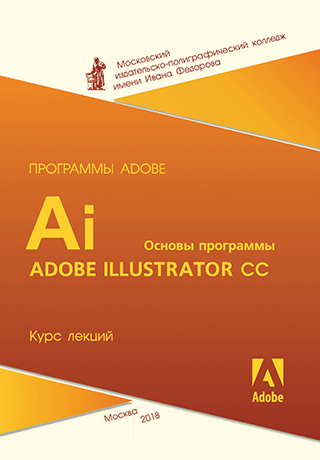 Московский
издательско-полиграфический колледж
имени Ивана Федорова
ПРОГРАММЫ ADOBE
Ai
Основы программы
ADOBE ILLUSTRATOR CC
Курс лекций
Adobe
Москва
2018